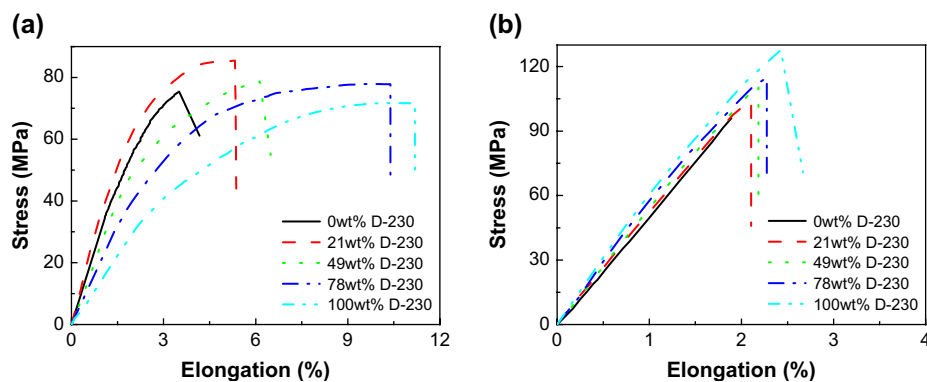 (a)
Stress (MPa)
100
80
60
40
20
0
0 3 6 9 12
Elongation (%)
0wt% D-230
21wt% D-230
49wt% D-230
78wt% D-230
100wt% D-230
(b)
Stress (MPa)
120
90
60
30
0
0 1 2 3 4
Elongation (%)
0wt% D-230
21wt% D-230
49wt% D-230
78wt% D-230
100wt% D-230